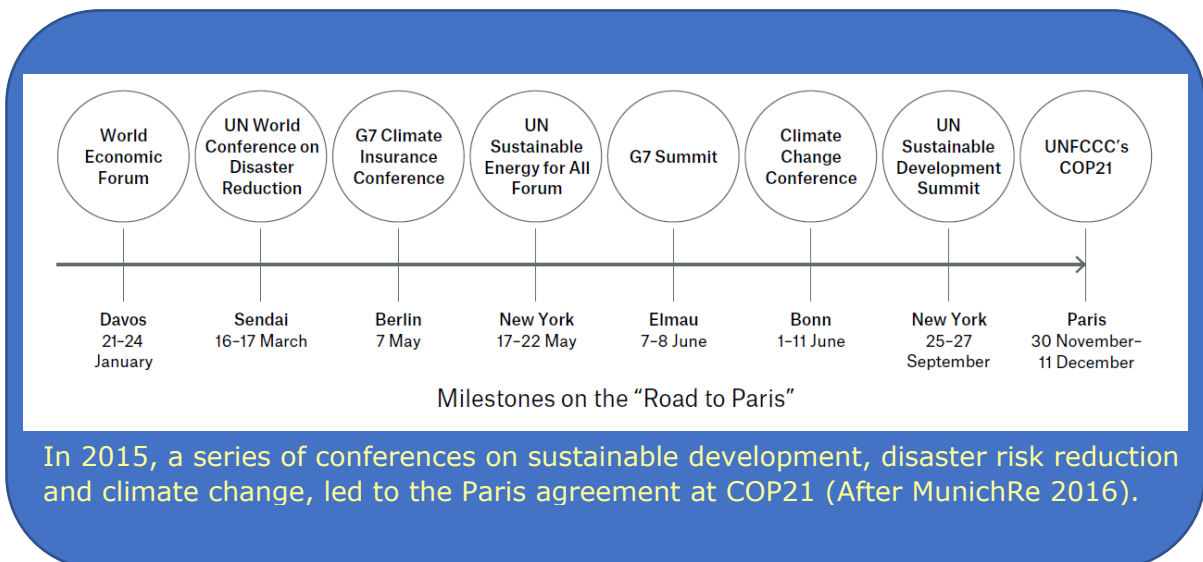 World
Economic
Forum
UN World
Conference on
Disaster
Reduction
G7 Climate
Insurance
Conference
UN
Sustainable
Energy for All
Forum
G7 Summit
Climate
Change
Conference
UN
Sustainable
Development
Summit
UNFCCC's
COP21
Davos
21–24
January
Sendai
16–17 March
Berlin
7 May
New York
17–22 May
Elmau
7–8 June
Bonn
1–11 June
New York
25–27
September
Paris
30 November–
11 December
Milestones on the “Road to Paris”
In 2015, a series of conferences on sustainable development, disaster risk reduction
and climate change, led to the Paris agreement at COP21 (After MunichRe 2016).